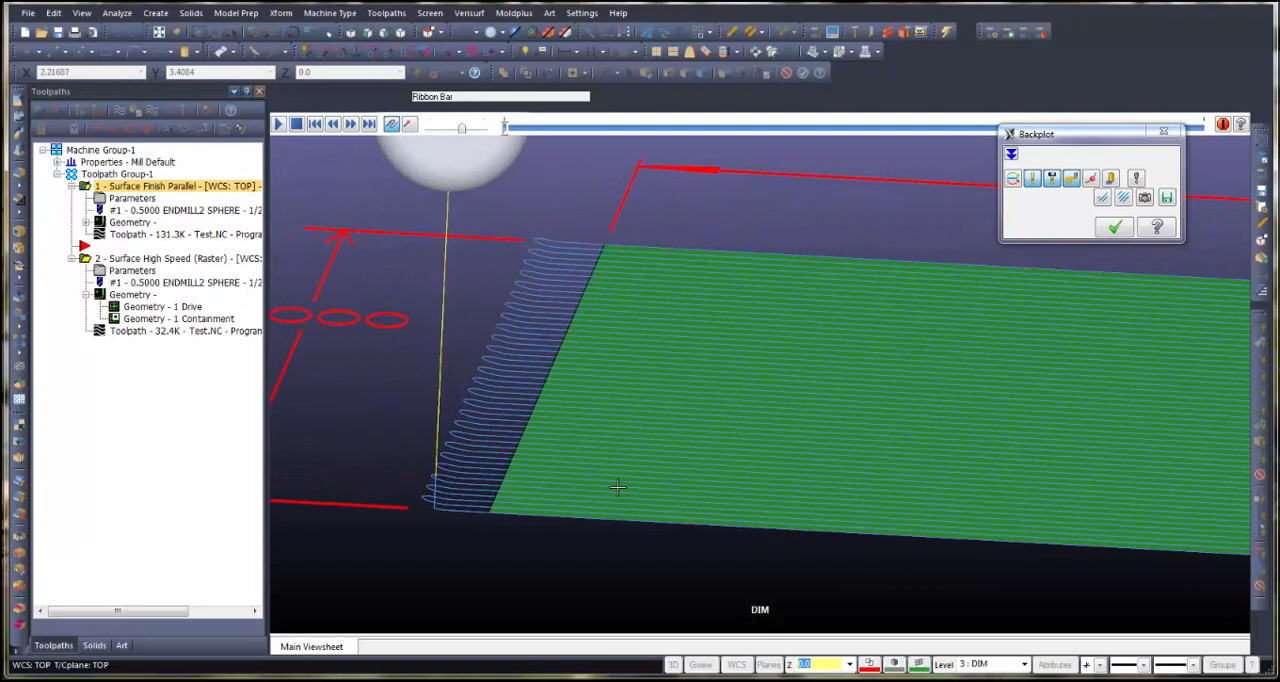 File Edit View Analyze Create Solids Model Prep Xform Machine Type Toolpaths Screen Verisurf Moldplus Art Settings Help
X 2.21687 Y 3.4084 Z 0.0
Toolpaths
Ribbon Bar
Backplot
Machine Group-1
Properties - Mill Default
Toolpath Group-1
1 - Surface Finish Parallel - [WCS: TOP] -
Parameters
#1 - 0.5000 ENDMILL2 SPHERE - 1/2
Geometry -
Toolpath - 131.3K - Test.NC - Progra
2 - Surface High Speed (Raster) - [WCS:
Parameters
#1 - 0.5000 ENDMILL2 SPHERE - 1/2
Geometry -
Geometry - 1 Drive
Geometry - 1 Containment
Toolpath - 32.4K - Test.NC - Program
DIM
Toolpaths Solids Art
Main Viewsheet
WCS: TOP T/Cplane: TOP
3D Gview WCS Planes Z 0.0 Level 3 : DIM Attributes Groups ?